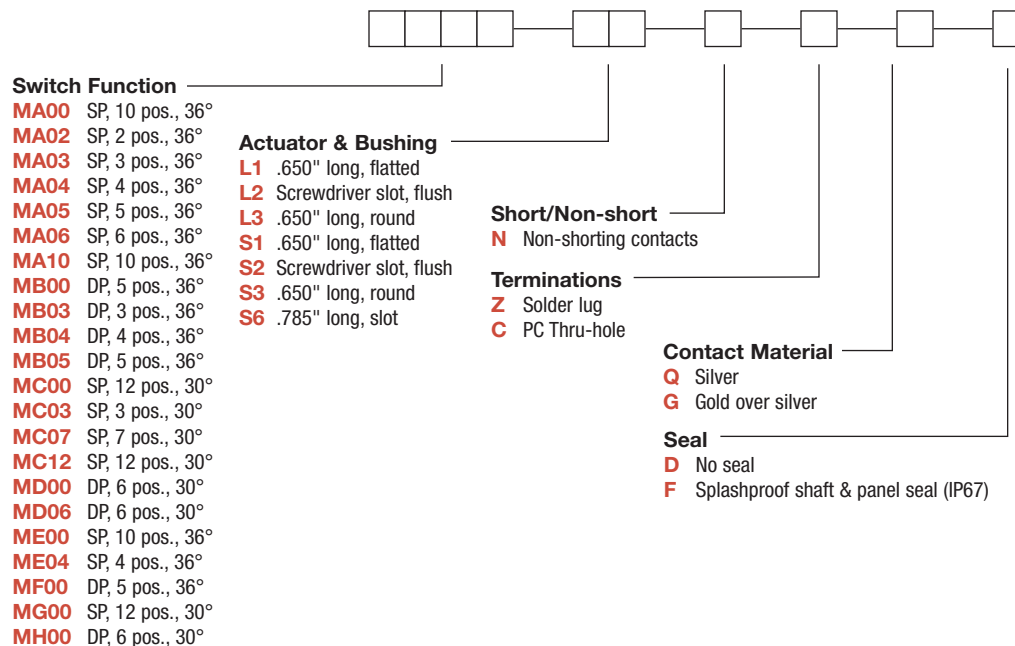 Switch Function
MA00 SP, 10 pos., 36°
MA02 SP, 2 pos., 36°
MA03 SP, 3 pos., 36°
MA04 SP, 4 pos., 36°
MA05 SP, 5 pos., 36°
MA06 SP, 6 pos., 36°
MA10 SP, 10 pos., 36°
MB00 DP, 5 pos., 36°
MB03 DP, 3 pos., 36°
MB04 DP, 4 pos., 36°
MB05 DP, 5 pos., 36°
MC00 SP, 12 pos., 30°
MC03 SP, 3 pos., 30°
MC07 SP, 7 pos., 30°
MC12 SP, 12 pos., 30°
MD00 DP, 6 pos., 30°
MD06 DP, 6 pos., 30°
ME00 SP, 10 pos., 36°
ME04 SP, 4 pos., 36°
MF00 DP, 5 pos., 36°
MG00 SP, 12 pos., 30°
MH00 DP, 6 pos., 30°
Actuator & Bushing
L1 .650" long, flatted
L2 Screwdriver slot, flush
L3 .650" long, round
S1 .650" long, flatted
S2 Screwdriver slot, flush
S3 .650" long, round
S6 .785" long, slot
Short/Non-short
N Non-shorting contacts
Terminations
Z Solder lug
C PC Thru-hole
Contact Material
Q Silver
G Gold over silver
Seal
D No seal
F Splashproof shaft & panel seal (IP67)